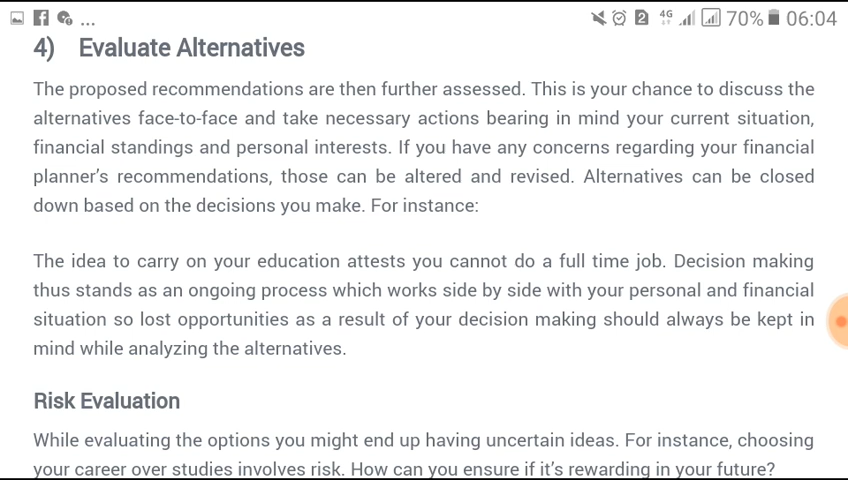 ... 2 4G 70% 06:04
4) Evaluate Alternatives
The proposed recommendations are then further assessed. This is your chance to discuss the
alternatives face-to-face and take necessary actions bearing in mind your current situation,
financial standings and personal interests. If you have any concerns regarding your financial
planner's recommendations, those can be altered and revised. Alternatives can be closed
down based on the decisions you make. For instance:
The idea to carry on your education attests you cannot do a full time job. Decision making
thus stands as an ongoing process which works side by side with your personal and financial
situation so lost opportunities as a result of your decision making should always be kept in
mind while analyzing the alternatives.
Risk Evaluation
While evaluating the options you might end up having uncertain ideas. For instance, choosing
your career over studies involves risk. How can you ensure if it's rewarding in your future?